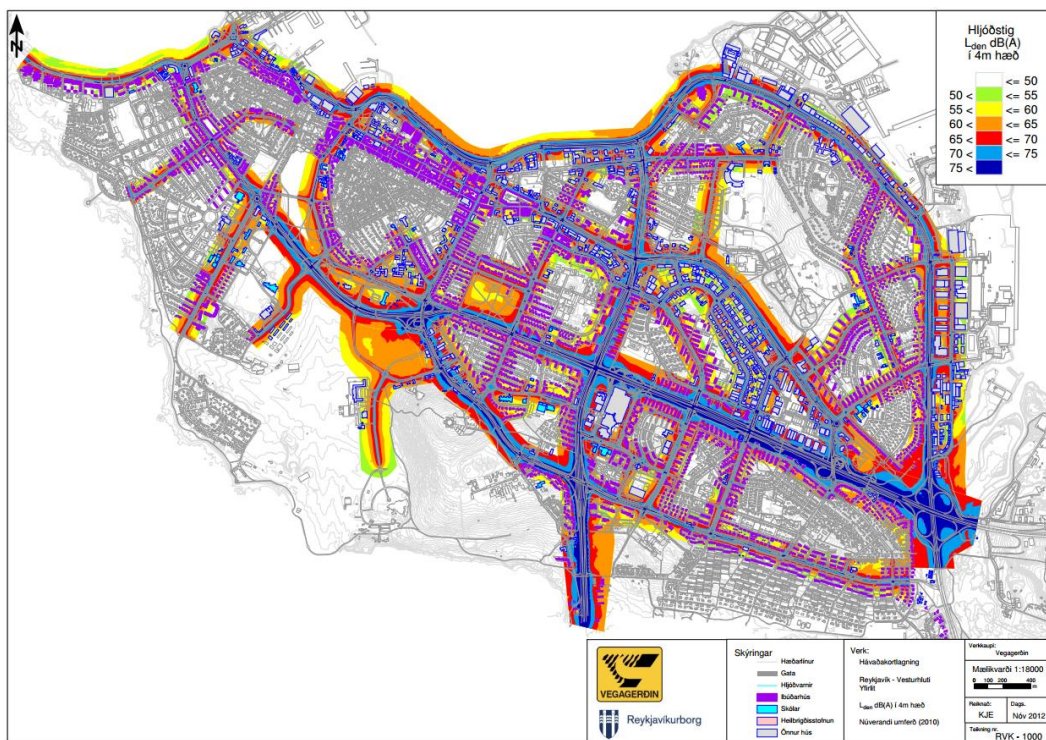 N
Hljóðstig
Lden dB(A)
í 4m hæð
<= 50
50 < <= 55
55 < <= 60
60 < <= 65
65 < <= 70
70 < <= 75
75 <
VEGAGERÐIN
Reykjavíkurborg
Skýringar
Hæðarlínur
Gata
Hljóðvarnir
Íbúðarhús
Skólar
Heilbrigðisstofnun
Önnur hús
Verk:
Hávaðakortlagning
Reykjavík - Vesturhluti
Yfirlit
Lden dB(A) í 4m hæð
Núverandi umferð (2010)
Verkkaupi:
Vegagerðin
Mælikvarði 1:18000
0 100 200 400
m
Reiknað: Dags.
KJE Nóv 2012
Teikning nr.
RVK - 1000